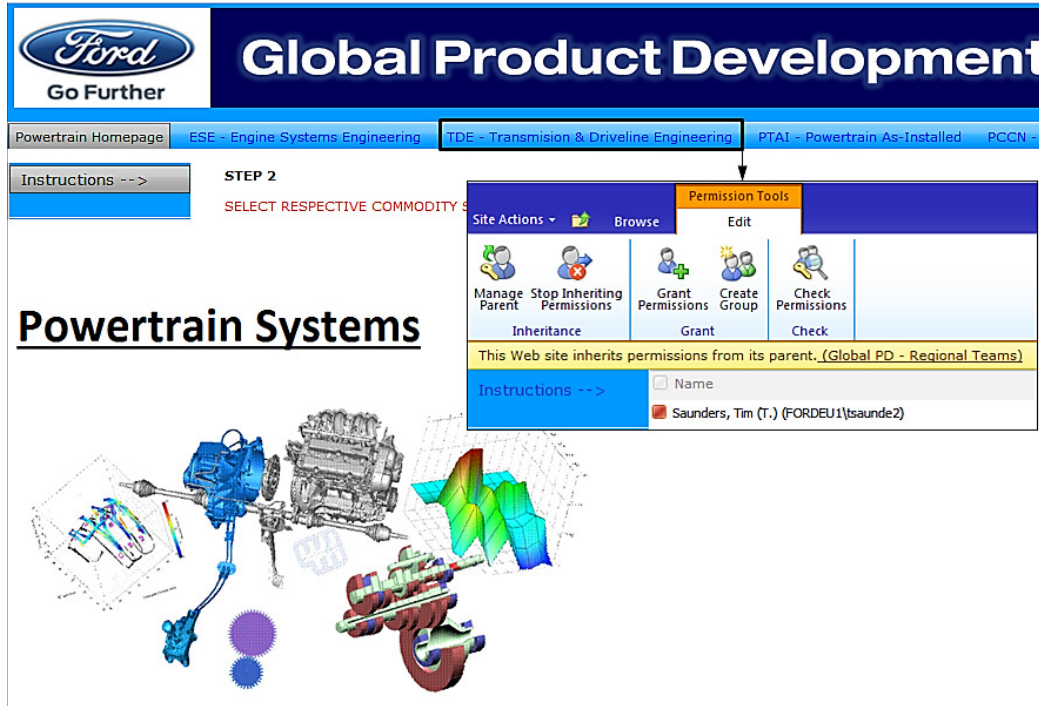 Ford
Go Further
Global Product Development
Powertrain Homepage ESE - Engine Systems Engineering TDE - Transmision & Driveline Engineering PTAI - Powertrain As-Installed PCCN -
Instructions -->
STEP 2
SELECT RESPECTIVE COMMODITY S
Powertrain Systems
Permission Tools
Site Actions Browse Edit
Manage Parent
Stop Inheriting Permissions
Grant Permissions
Create Group
Check Permissions
Inheritance Grant Check
This Web site inherits permissions from its parent. (Global PD - Regional Teams)
Instructions -->
Name
Saunders, Tim (T.) (FORDEU1\tsaunde2)